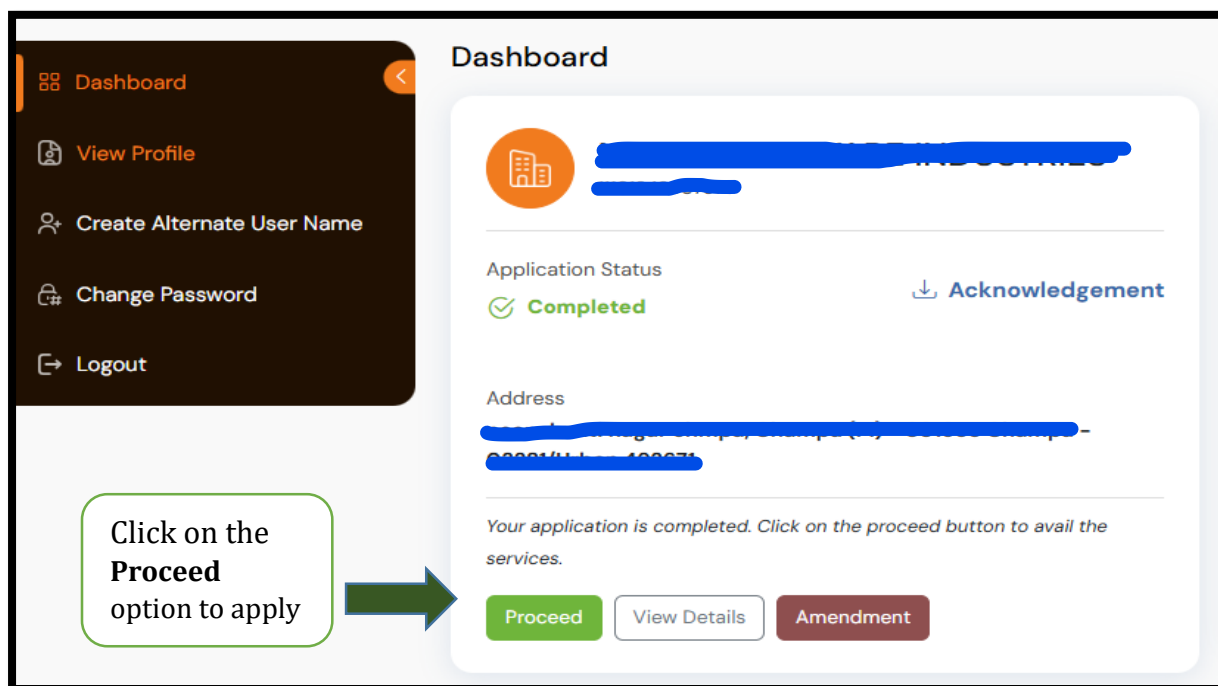 Dashboard
View Profile
Create Alternate User Name
Change Password
Logout
Dashboard
INDUSTRIES
Application Status
Completed
Acknowledgement
Address
-
Your application is completed. Click on the proceed button to avail the
services.
Proceed
View Details
Amendment
Click on the
Proceed
option to apply